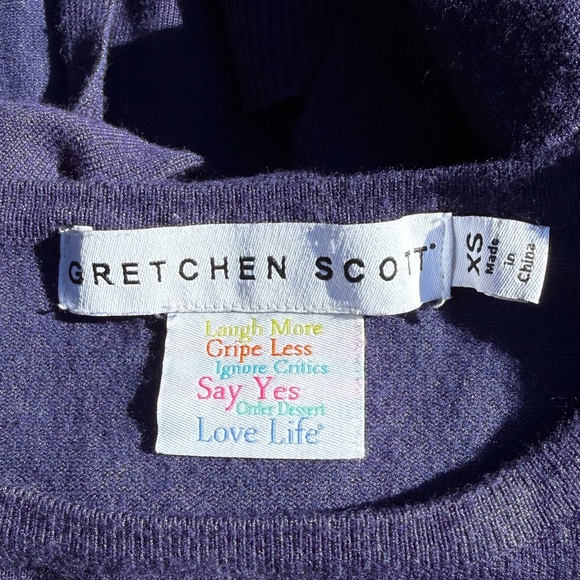 GRETCHEN SCOTT®
XS
Made
in
China
Laugh More
Gripe Less
Ignore Critics
Say Yes
Order Dessert
Love Life®